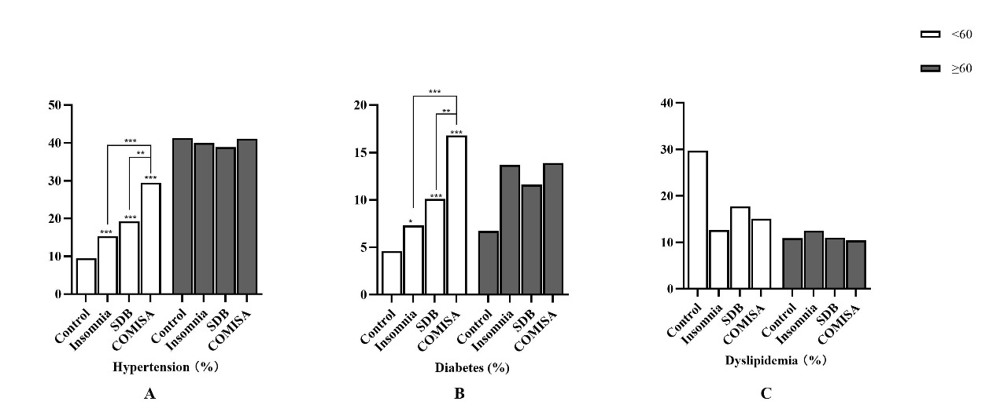 <60
≥60
50
40
30
20
10
0
***
**
***
***
***
Control
Insomnia
SDB
COMISA
Control
Insomnia
SDB
COMISA
Hypertension (%)
A
20
15
10
5
0
***
**
***
***
*
Control
Insomnia
SDB
COMISA
Control
Insomnia
SDB
COMISA
Diabetes (%)
B
40
30
20
10
0
Control
Insomnia
SDB
COMISA
Control
Insomnia
SDB
COMISA
Dyslipidemia (%)
C